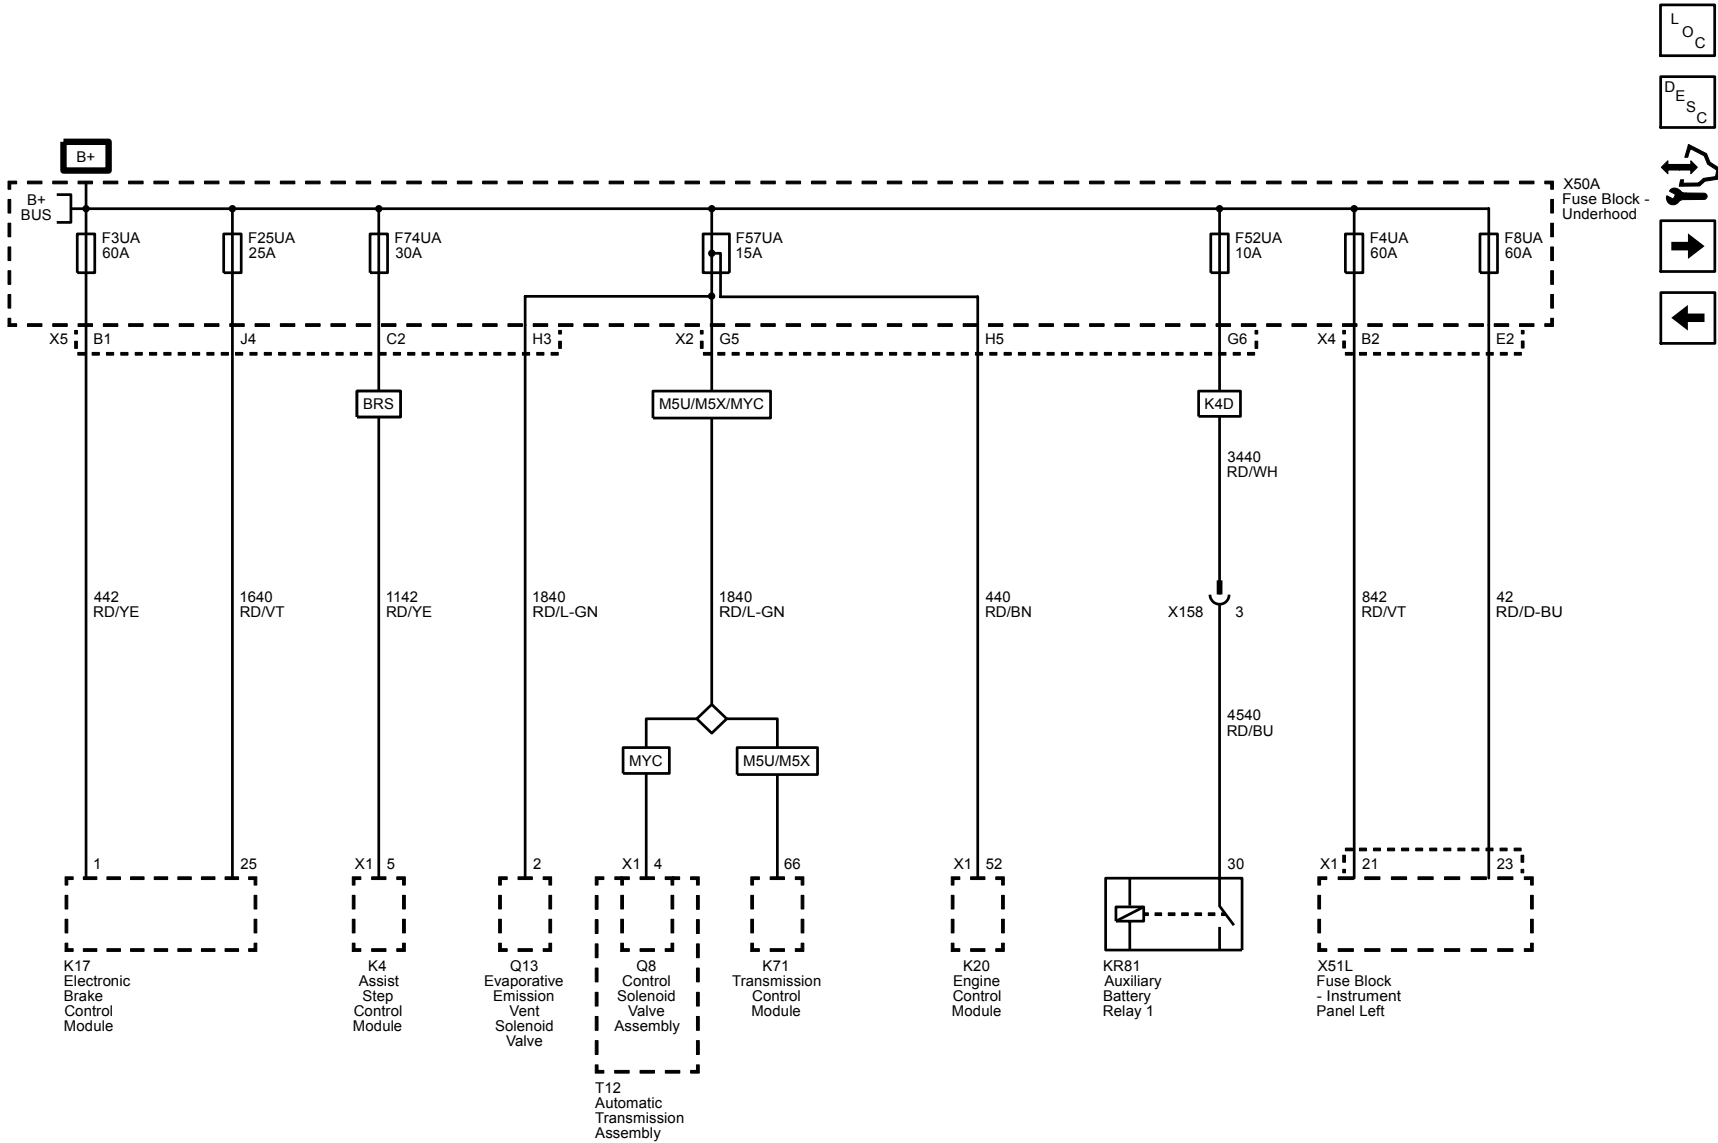 L O C
D E S C
B+
X50A
Fuse Block -
Underhood
B+
BUS
F3UA
60A
F25UA
25A
F74UA
30A
F57UA
15A
F52UA
10A
F4UA
60A
F8UA
60A
X5 B1 J4 C2 H3 X2 G5 H5 G6 X4 B2 E2
BRS
M5U/M5X/MYC
K4D
3440
RD/WH
442
RD/YE
1640
RD/VT
1142
RD/YE
1840
RD/L-GN
1840
RD/L-GN
440
RD/BN
X158 3
842
RD/VT
42
RD/D-BU
4540
RD/BU
MYC
M5U/M5X
1 25 X1 5 2 X1 4 66 X1 52 30 X1 21 23
K17
Electronic
Brake
Control
Module
K4
Assist
Step
Control
Module
Q13
Evaporative
Emission
Vent
Solenoid
Valve
Q8
Control
Solenoid
Valve
Assembly
K71
Transmission
Control
Module
K20
Engine
Control
Module
KR81
Auxiliary
Battery
Relay 1
X51L
Fuse Block
- Instrument
Panel Left
T12
Automatic
Transmission
Assembly